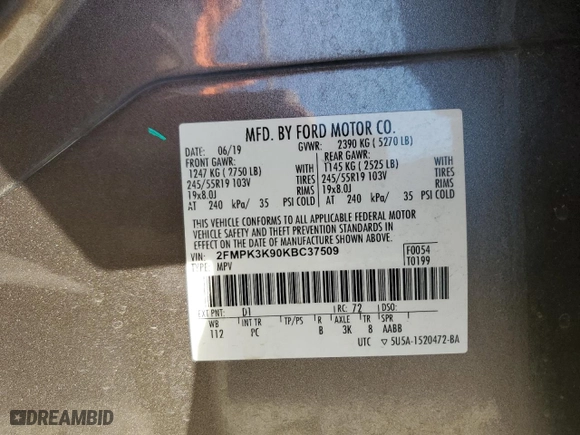 MFD. BY FORD MOTOR CO.
DATE: 06/19 GVWR: 2390 KG ( 5270 LB)
FRONT GAWR: REAR GAWR:
1247 KG ( 2750 LB) WITH 1145 KG ( 2525 LB) WITH
245/55R19 103V TIRES 245/55R19 103V TIRES
19x8.0J RIMS 19x8.0J RIMS
AT 240 kPa/ 35 PSI COLD AT 240 kPa/ 35 PSI COLD
THIS VEHICLE CONFORMS TO ALL APPLICABLE FEDERAL MOTOR
VEHICLE SAFETY AND THEFT PREVENTION STANDARDS IN
EFFECT ON THE DATE OF MANUFACTURE SHOWN ABOVE.
VIN: 2FMPK3K90KBC37509 F0054
TYPE: MPV T0199
EXT PNT: D1 RC: 72 DSO:
WB INT TR TP/PS R AXLE TR SPR
112 PC B 3K 8 AABB
UTC ▽ 5USA-1520472-BA
©DREAMBID